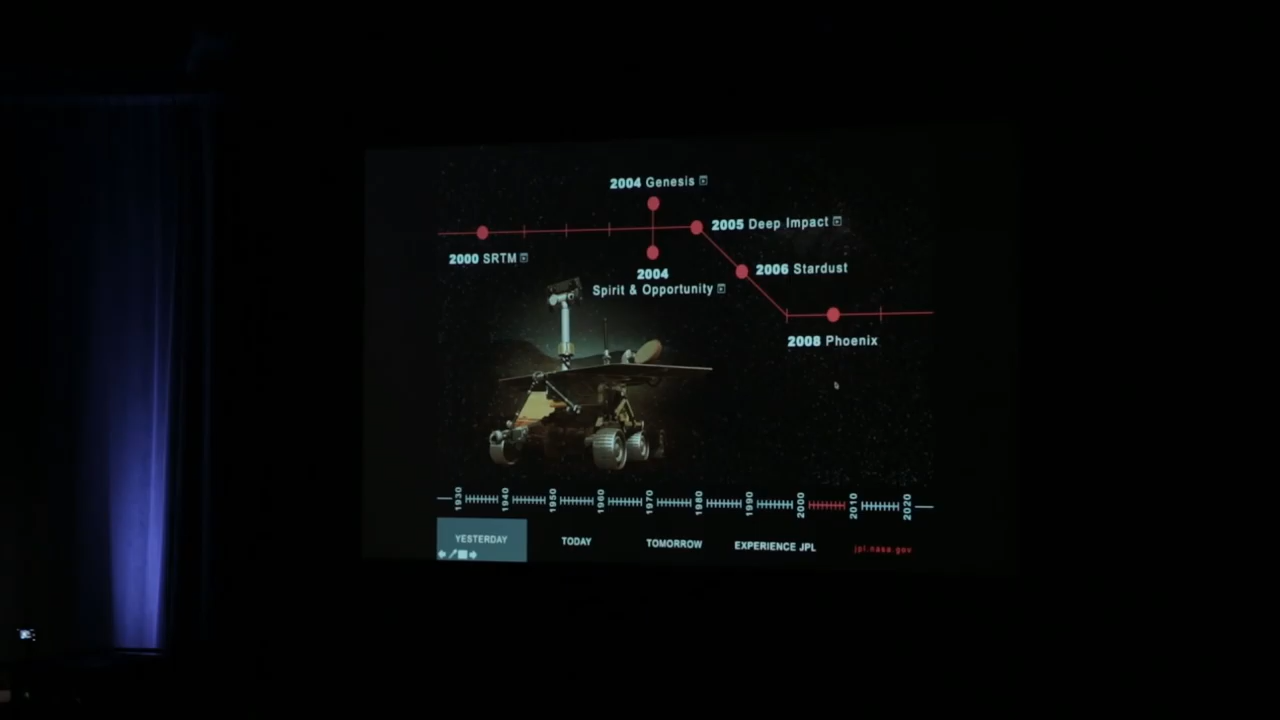 2004 Genesis
2005 Deep Impact
2000 SRTM
2004
Spirit & Opportunity
2006 Stardust
2008 Phoenix
1930 1940 1950 1960 1970 1980 1990 2000 2010 2020
YESTERDAY TODAY TOMORROW EXPERIENCE JPL jpl.nasa.gov